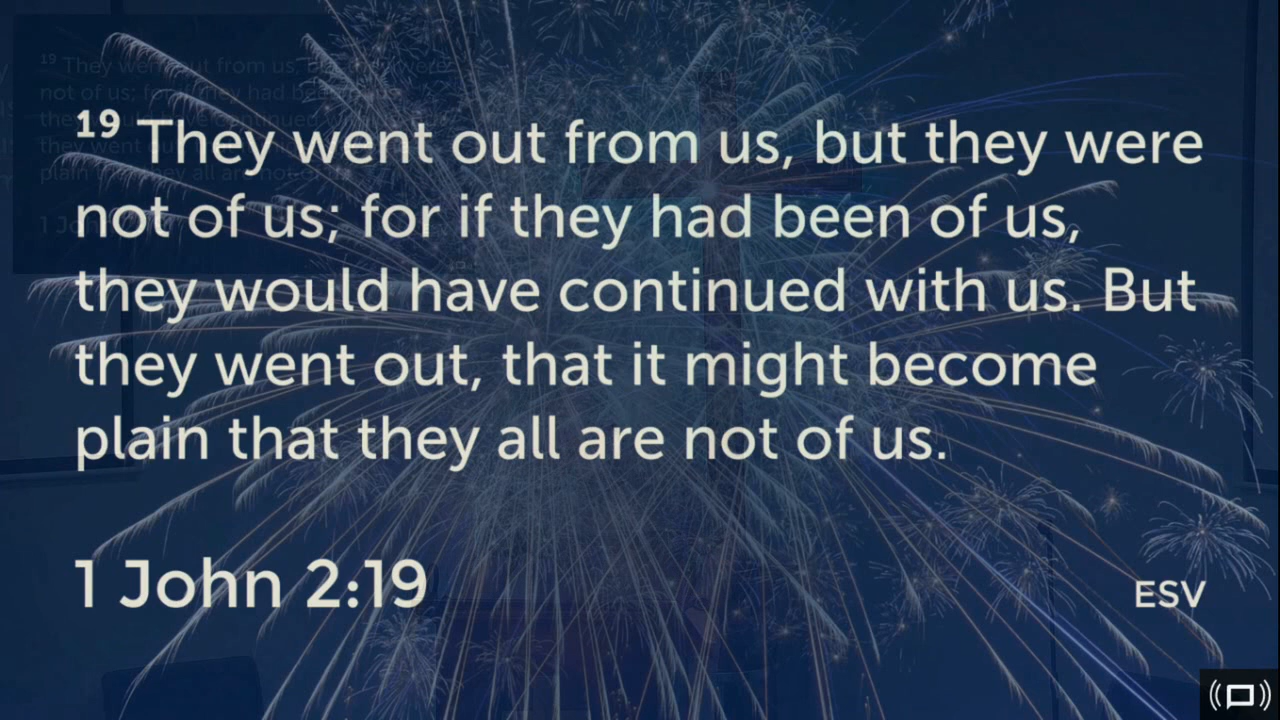 19 They went out from us, but they were
not of us; for if they had been of us,
they would have continued with us. But
they went out, that it might become
plain that they all are not of us.
1 John 2:19
ESV